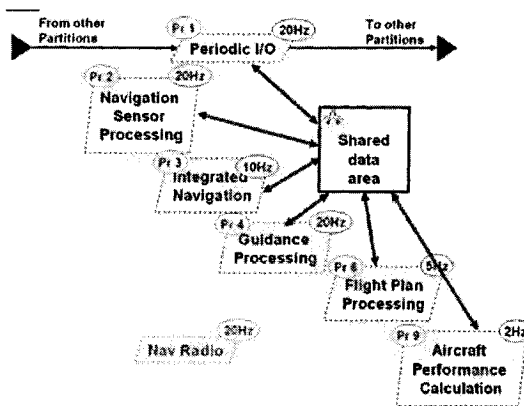 From other
Partitions
Pr 1
20Hz
To other
Partitions
Periodic I/O
Pr 2
20Hz
Navigation
Sensor
Processing
Shared
data
area
Pr 3
10Hz
Integrated
Navigation
Pr 4
20Hz
Guidance
Processing
Pr 6
5Hz
Flight Plan
Processing
20Hz
Nav Radio
Pr 9
2Hz
Aircraft
Performance
Calculation